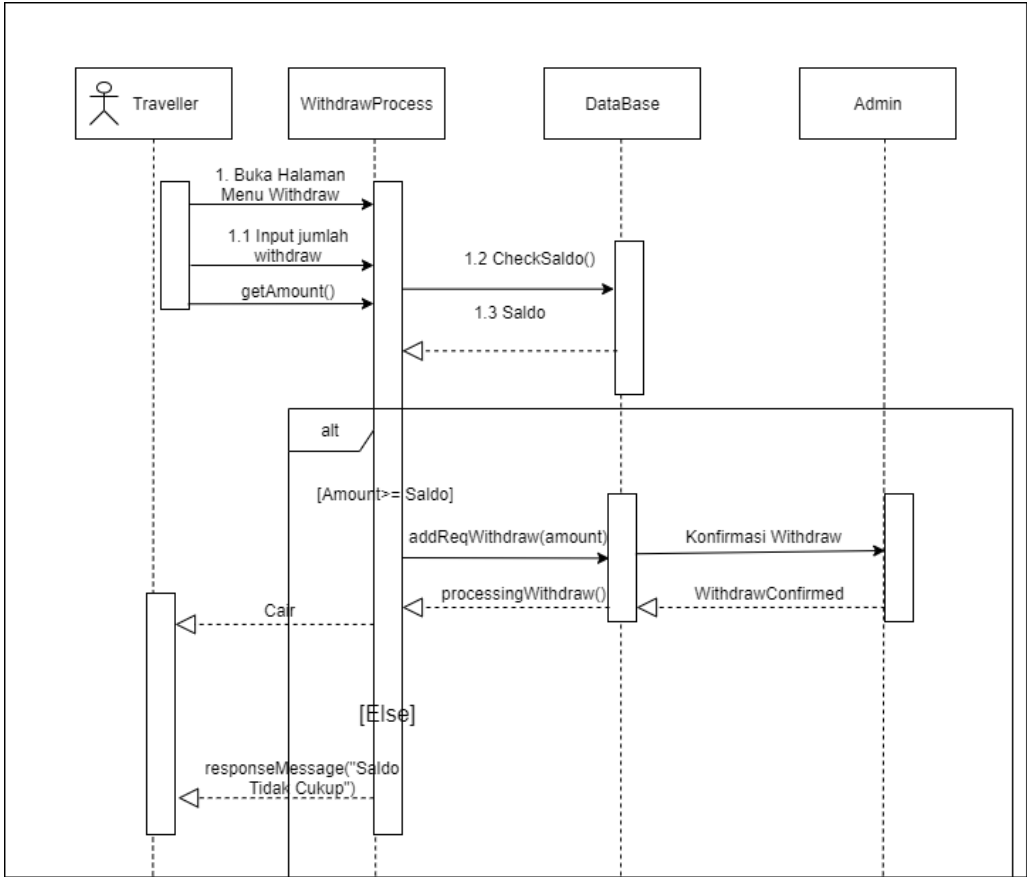 Traveller
WithdrawProcess
DataBase
Admin
1. Buka Halaman
Menu Withdraw
1.1 Input jumlah
withdraw
1.2 CheckSaldo()
getAmount()
1.3 Saldo
alt
[Amount>= Saldo]
addReqWithdraw(amount)
Konfirmasi Withdraw
processingWithdraw()
WithdrawConfirmed
Cair
[Else]
responseMessage("Saldo
Tidak Cukup")